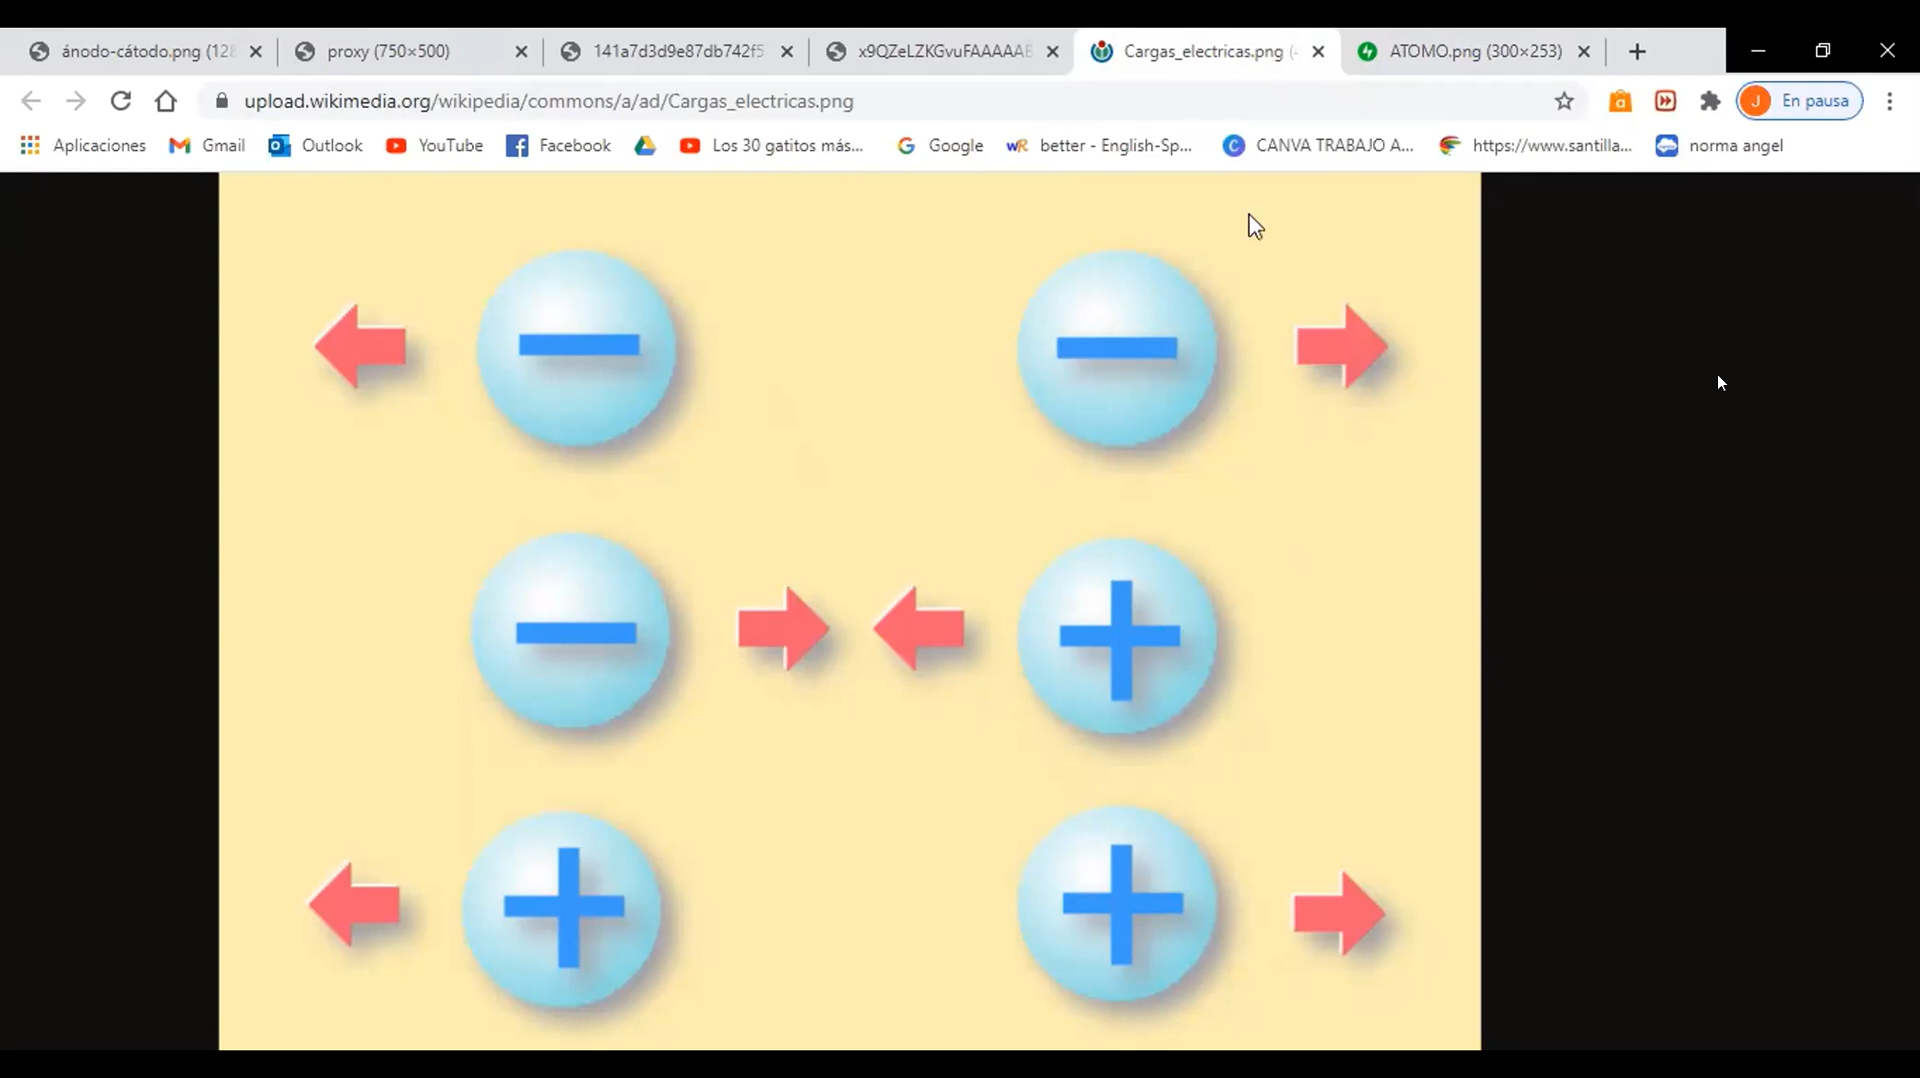 ánodo-cátodo.png (128
proxy (750×500)
141a7d3d9e87db742f5
x9QZeLZKGvuFAAAAAE
Cargas_electricas.png (
ATOMO.png (300×253)
upload.wikimedia.org/wikipedia/commons/a/ad/Cargas_electricas.png
J En pausa
Aplicaciones
Gmail
Outlook
YouTube
Facebook
Los 30 gatitos más...
Google
better - English-Sp...
CANVA TRABAJO A...
https://www.santilla...
norma angel
− −
− +
+ +